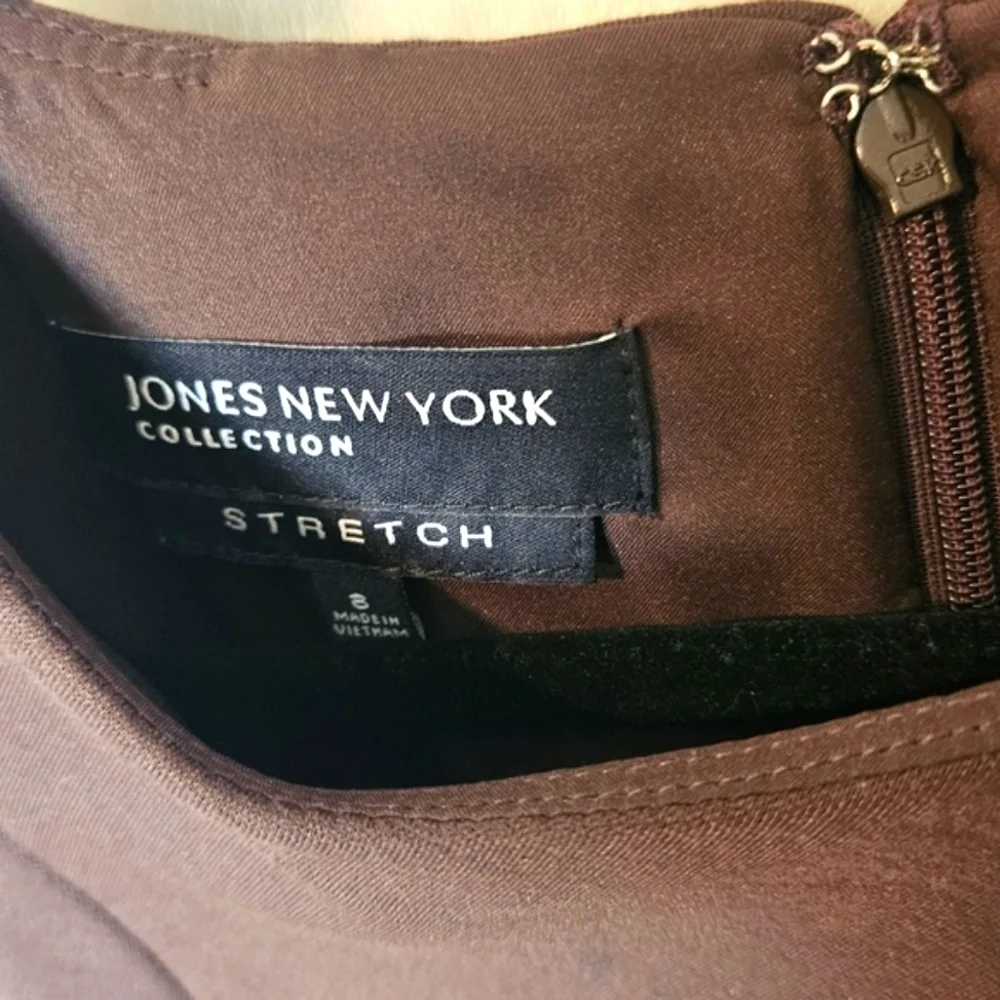 JONES NEW YORK
COLLECTION
STRETCH
8
MADE IN
VIETNAM